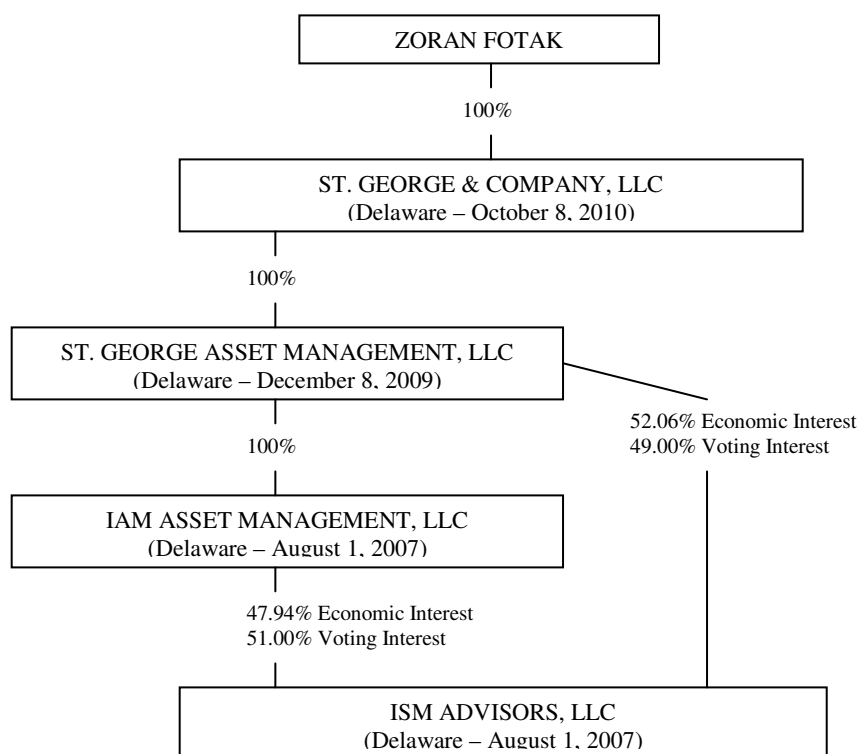 ZORAN FOTAK
100%
ST. GEORGE & COMPANY, LLC
(Delaware – October 8, 2010)
100%
ST. GEORGE ASSET MANAGEMENT, LLC
(Delaware – December 8, 2009)
52.06% Economic Interest
49.00% Voting Interest
100%
IAM ASSET MANAGEMENT, LLC
(Delaware – August 1, 2007)
47.94% Economic Interest
51.00% Voting Interest
ISM ADVISORS, LLC
(Delaware – August 1, 2007)